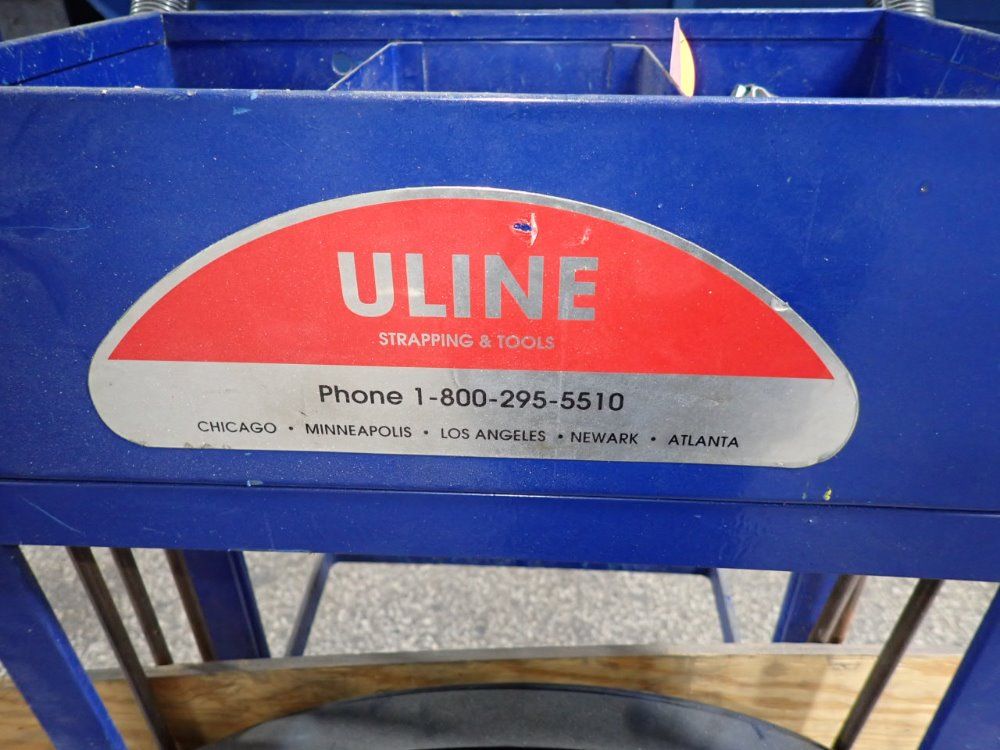 ULINE
STRAPPING & TOOLS
Phone 1-800-295-5510
CHICAGO • MINNEAPOLIS • LOS ANGELES • NEWARK • ATLANTA